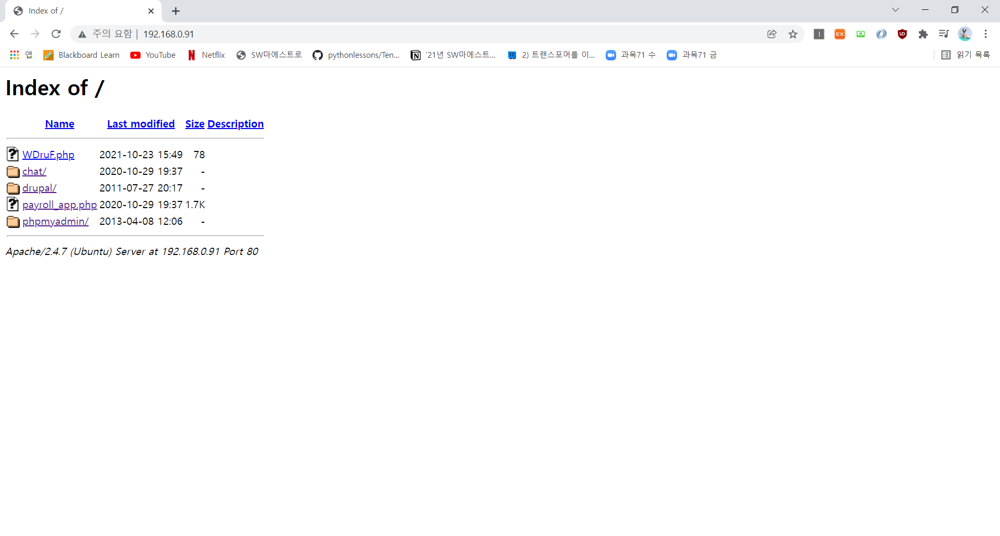 Index of /
주의 요함 | 192.168.0.91
앱 Blackboard Learn YouTube Netflix SW마에스트로 pythonlessons/Ten... '21년 SW마에스트... 2) 트랜스포머를 이... 과목71 수 과목71 금 읽기 목록
Index of /
Name Last modified Size Description
WDruF.php 2021-10-23 15:49 78
chat/ 2020-10-29 19:37 -
drupal/ 2011-07-27 20:17 -
payroll_app.php 2020-10-29 19:37 1.7K
phpmyadmin/ 2013-04-08 12:06 -
Apache/2.4.7 (Ubuntu) Server at 192.168.0.91 Port 80